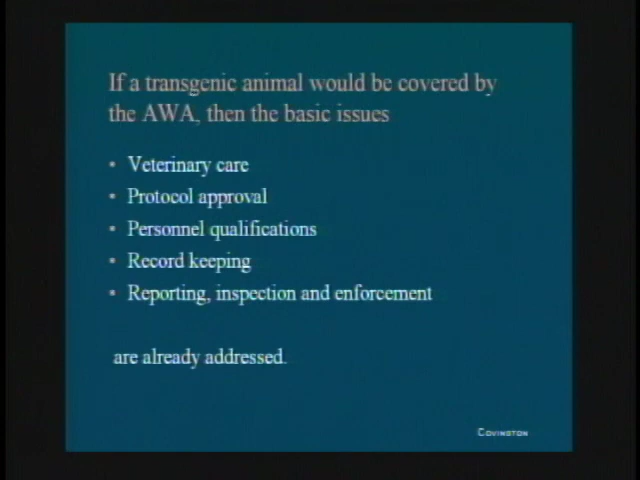 If a transgenic animal would be covered by
the AWA, then the basic issues
• Veterinary care
• Protocol approval
• Personnel qualifications
• Record keeping
• Reporting, inspection and enforcement
are already addressed.
COVINGTON